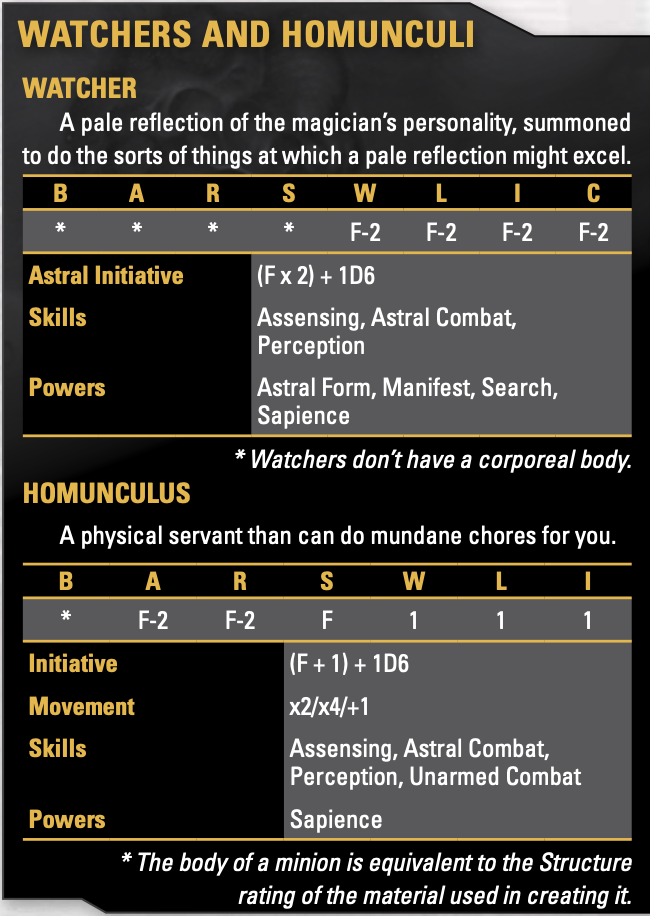 WATCHERS AND HOMUNCULI
WATCHER
A pale reflection of the magician’s personality, summoned
to do the sorts of things at which a pale reflection might excel.
B A R S W L I C
* * * * F-2 F-2 F-2 F-2
Astral Initiative (F x 2) + 1D6
Skills Assensing, Astral Combat,
Perception
Powers Astral Form, Manifest, Search,
Sapience
* Watchers don’t have a corporeal body.
HOMUNCULUS
A physical servant than can do mundane chores for you.
B A R S W L I
* F-2 F-2 F 1 1 1
Initiative (F + 1) + 1D6
Movement x2/x4/+1
Skills Assensing, Astral Combat,
Perception, Unarmed Combat
Powers Sapience
* The body of a minion is equivalent to the Structure
rating of the material used in creating it.